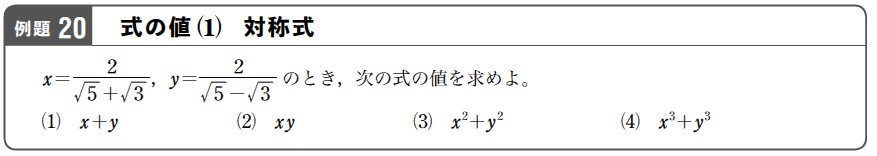 例題 20 式の値(1) 対称式
x=2/(√5+√3), y=2/(√5−√3) のとき，次の式の値を求めよ。
(1) x+y (2) xy (3) x²+y² (4) x³+y³